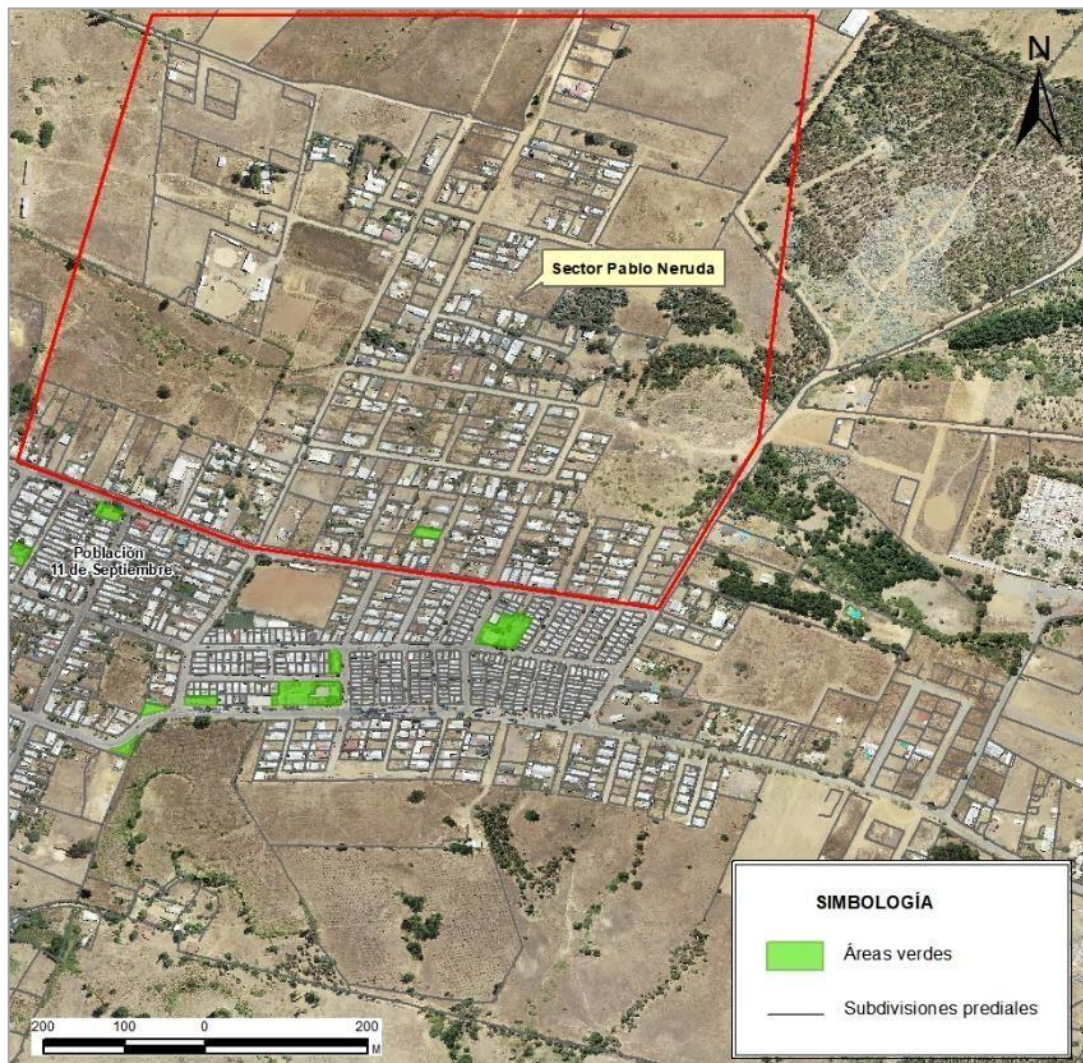 N
Sector Pablo Neruda
Población
11 de Septiembre
SIMBOLOGÍA
Áreas verdes
Subdivisiones prediales
200 100 0 200
M